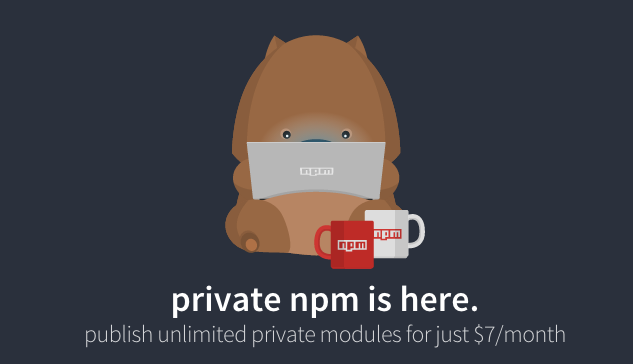 npm
npm
npm
private npm is here.
publish unlimited private modules for just $7/month